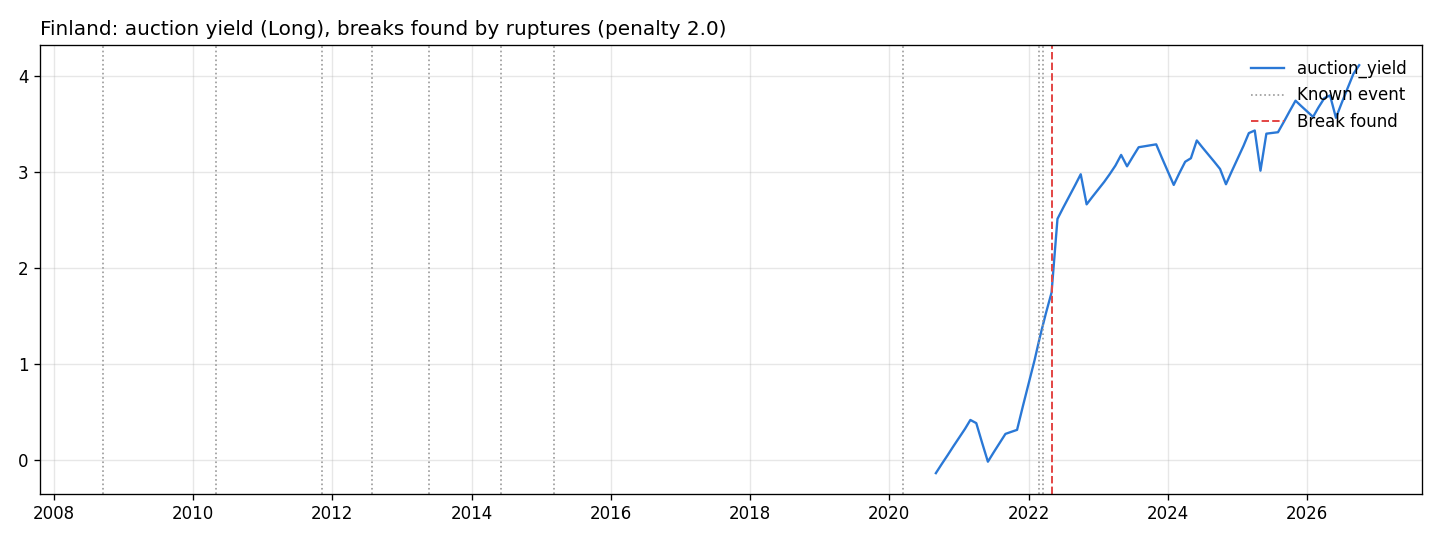 Finland: auction yield (Long), breaks found by ruptures (penalty 2.0)
4
3
2
1
0
auction_yield
Known event
Break found
2008 2010 2012 2014 2016 2018 2020 2022 2024 2026